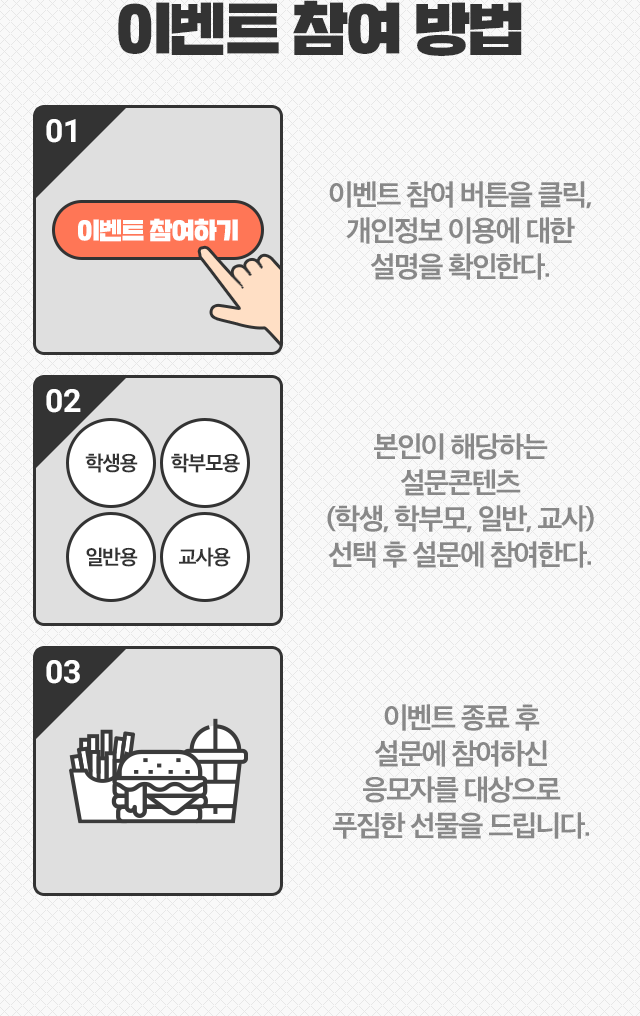 이벤트 참여 방법
01
이벤트 참여하기
이벤트 참여 버튼을 클릭,
개인정보 이용에 대한
설명을 확인한다.
02
학생용 학부모용
일반용 교사용
본인이 해당하는
설문콘텐츠
(학생, 학부모, 일반, 교사)
선택 후 설문에 참여한다.
03
이벤트 종료 후
설문에 참여하신
응모자를 대상으로
푸짐한 선물을 드립니다.